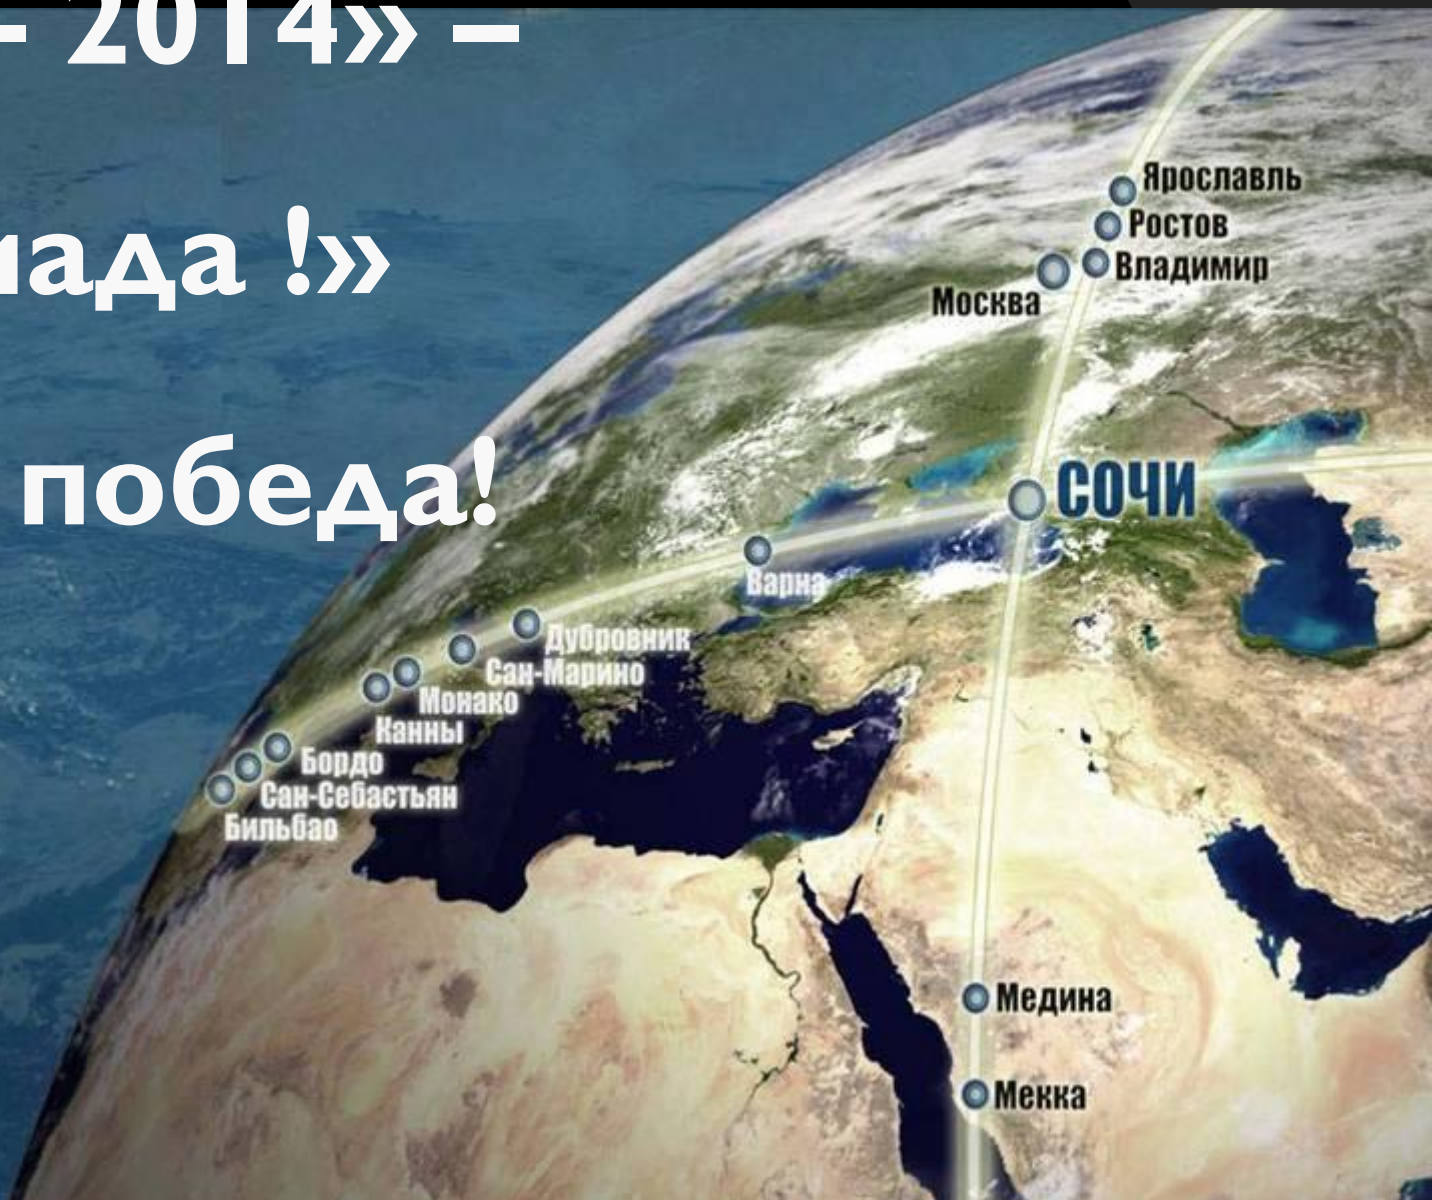 - 2014» –
иада !»
победа!
Ярославль
Ростов
Владимир
Москва
СОЧИ
Варна
Дубровник
Сан-Марино
Монако
Канны
Бордо
Сан-Себастьян
Бильбао
Медина
Мекка